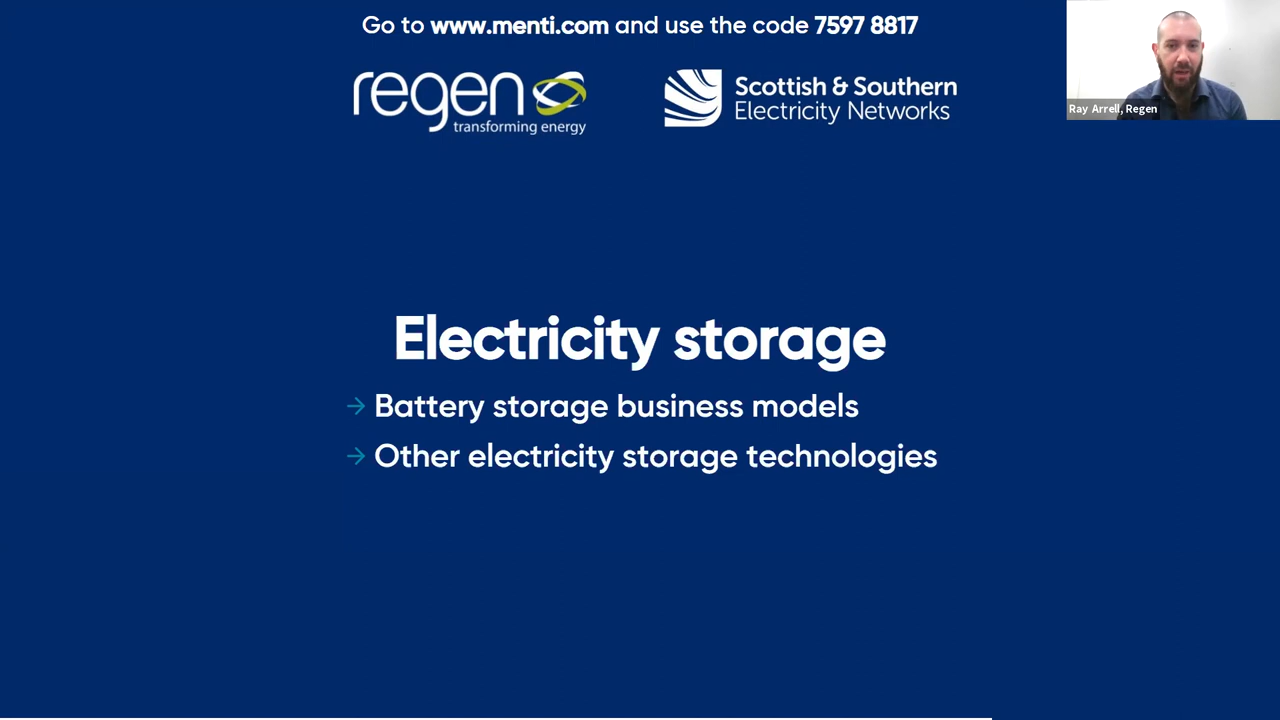 Go to www.menti.com and use the code 7597 8817
regen
transforming energy
Scottish & Southern
Electricity Networks
Ray Arrell, Regen
Electricity storage
→ Battery storage business models
→ Other electricity storage technologies